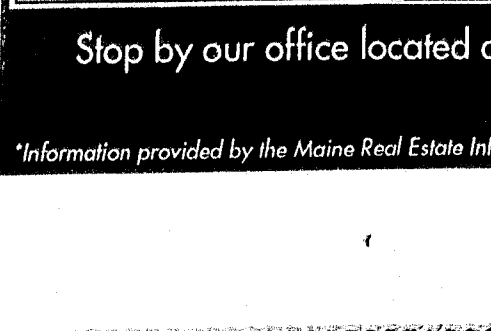 Stop by our office located
*Information provided by the Maine Real Estate